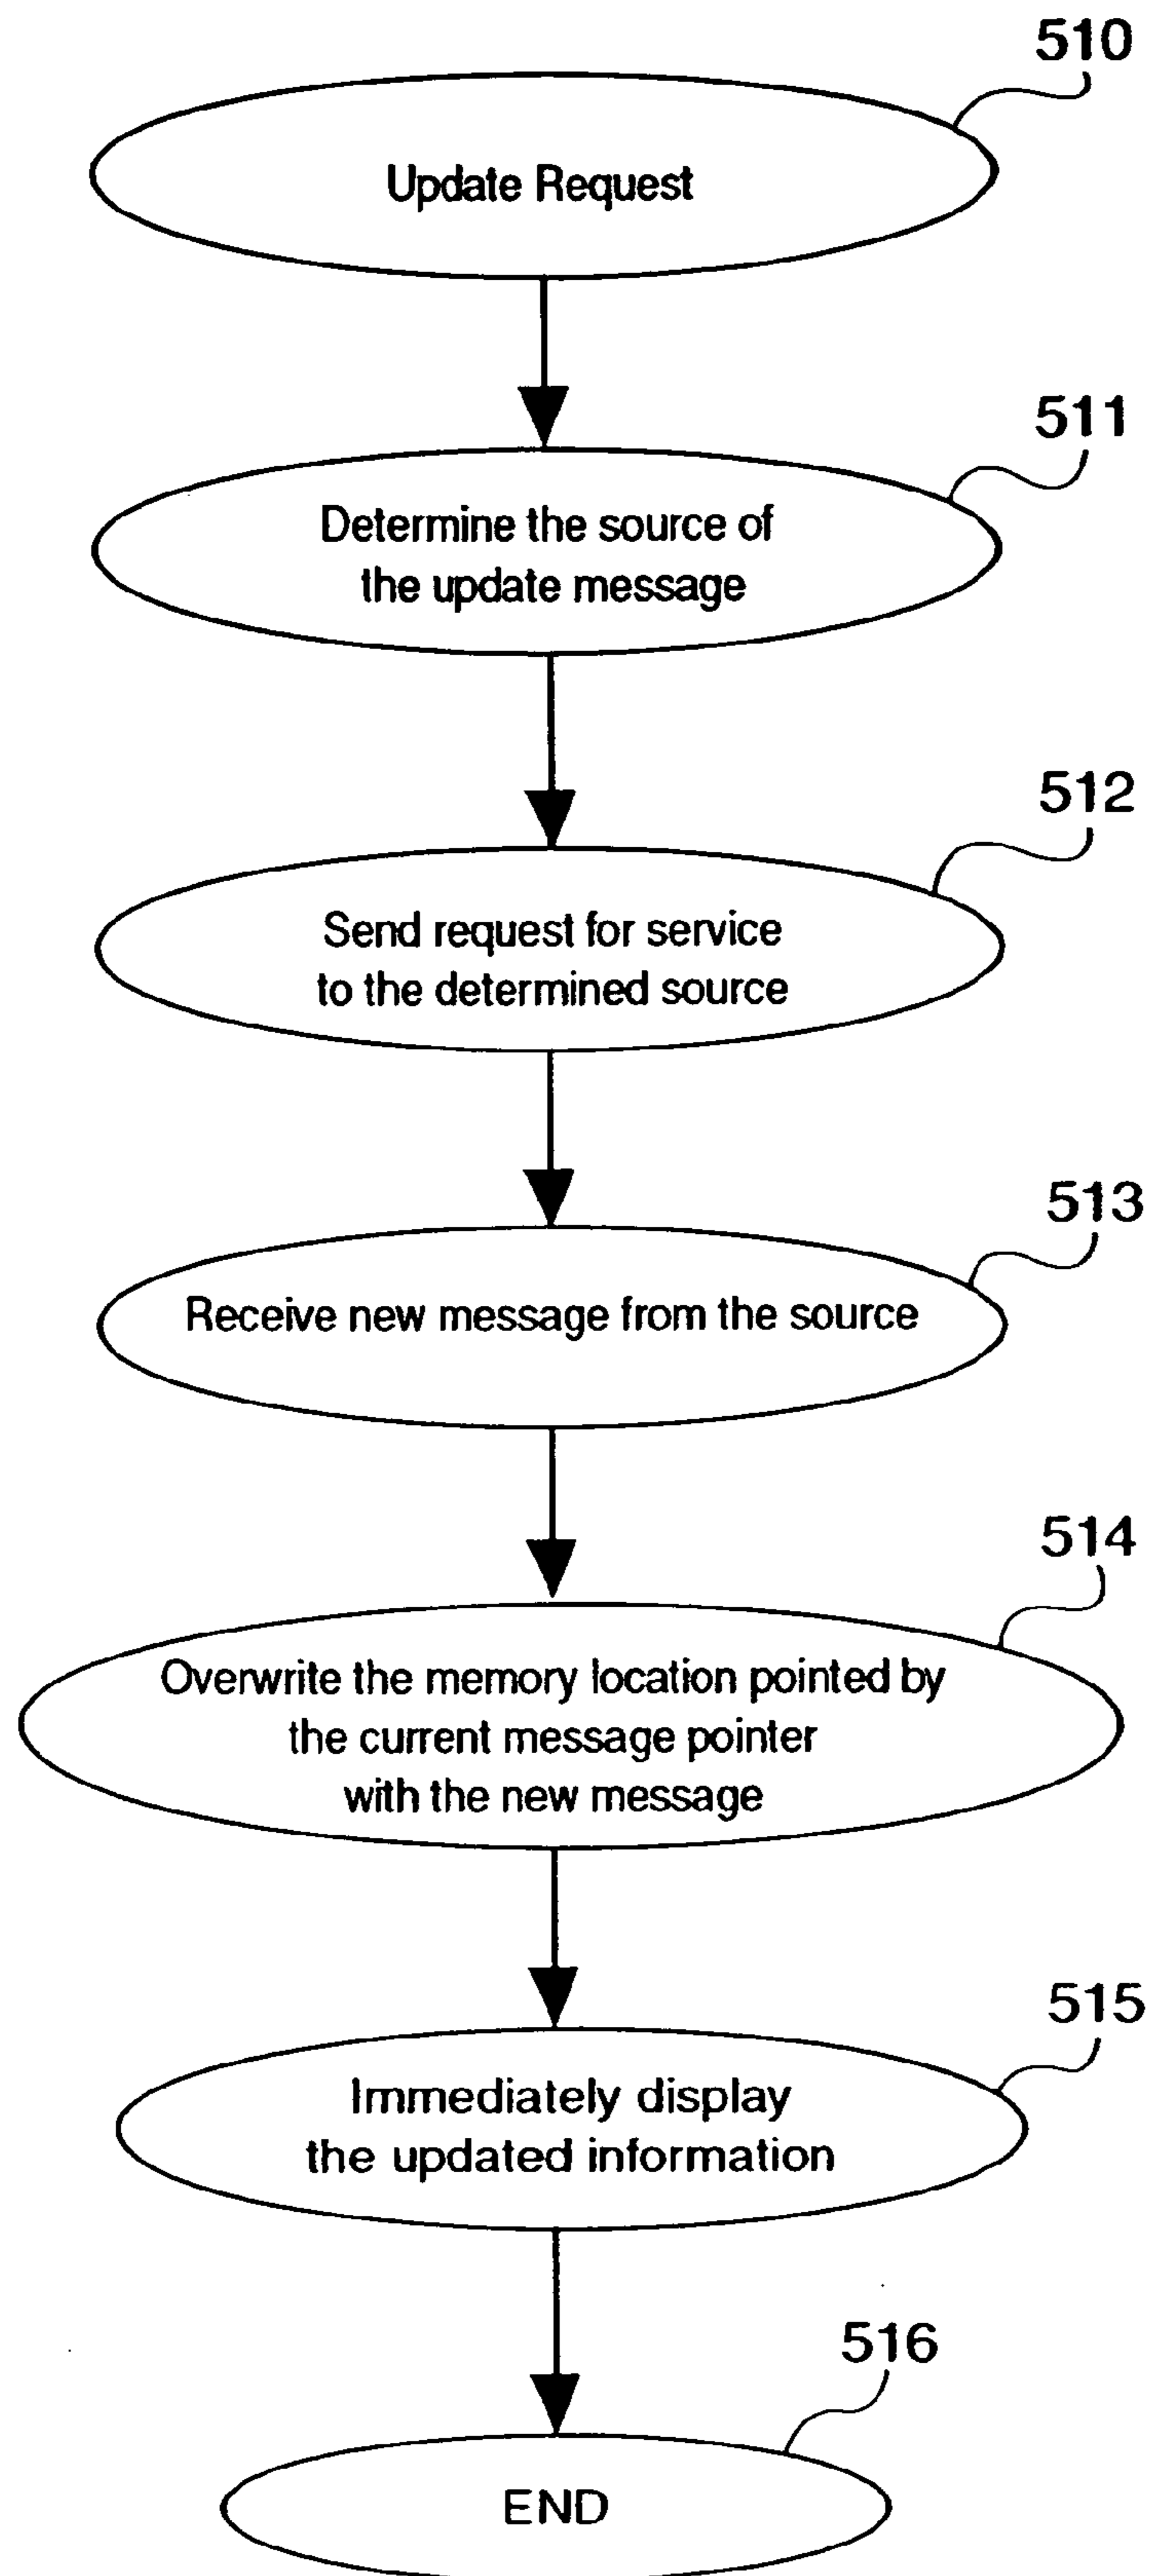 510
Update Request
511
Determine the source of
the update message
512
Send request for service
to the determined source
513
Receive new message from the source
514
Overwrite the memory location pointed by
the current message pointer
with the new message
515
Immediately display
the updated information
516
END